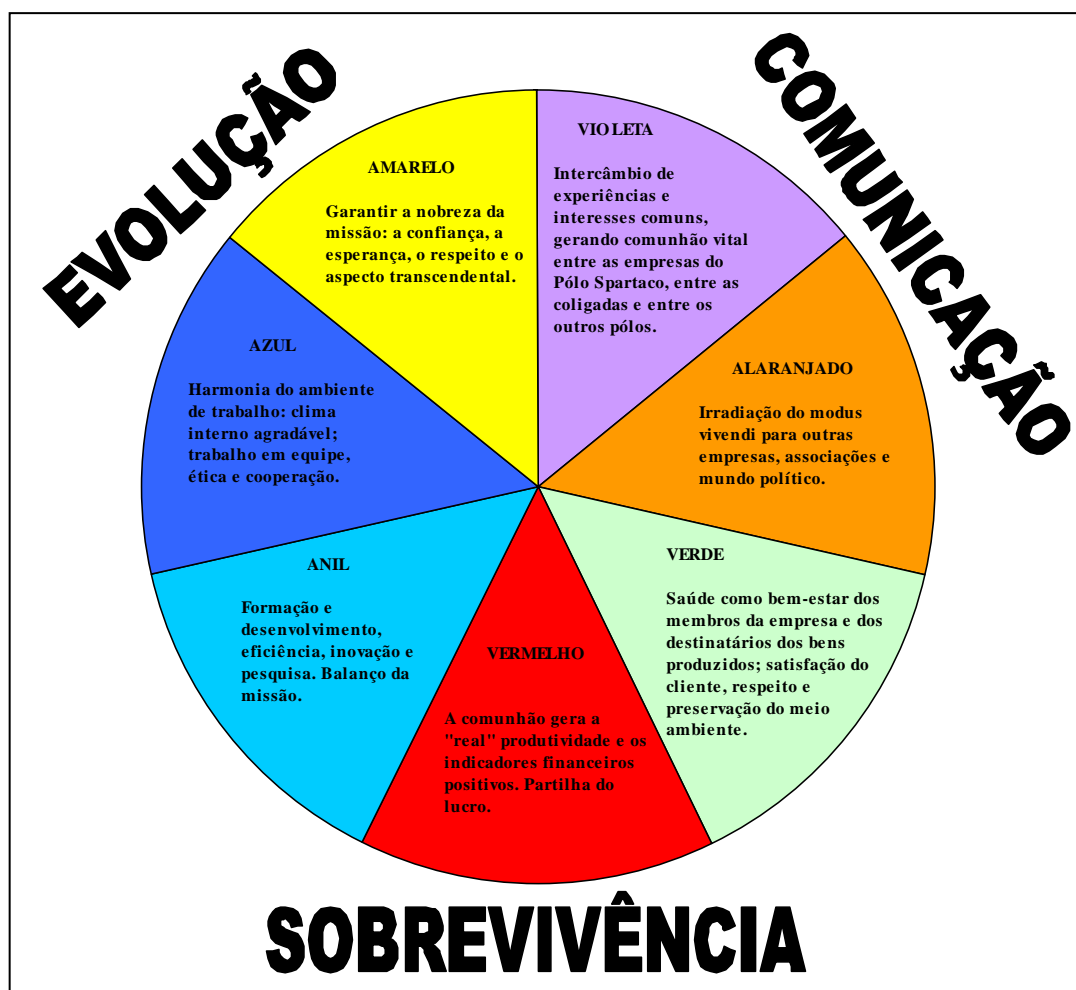 EVOLUÇÃO
COMUNICAÇÃO
VIOLETA
Intercâmbio de
experiências e
interesses comuns,
gerando comunhão vital
entre as empresas do
Pólo Spartaco, entre as
coligadas e entre os
outros pólos.
AMARELO
Garantir a nobreza da
missão: a confiança, a
esperança, o respeito e o
aspecto transcendental.
AZUL
Harmonia do ambiente
de trabalho: clima
interno agradável;
trabalho em equipe,
ética e cooperação.
ALARANJADO
Irradiação do modus
vivendi para outras
empresas, associações e
mundo político.
ANIL
Formação e
desenvolvimento,
eficiência, inovação e
pesquisa. Balanço da
missão.
VERMELHO
A comunhão gera a
"real" produtividade e os
indicadores financeiros
positivos. Partilha do
lucro.
VERDE
Saúde como bem-estar dos
membros da empresa e dos
destinatários dos bens
produzidos; satisfação do
cliente, respeito e
preservação do meio
ambiente.
SOBREVIVÊNCIA